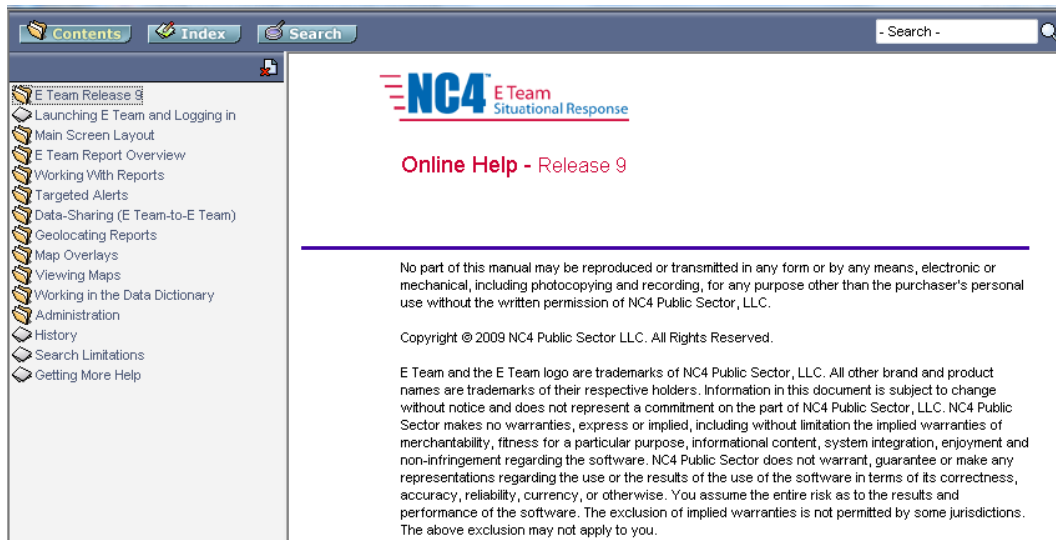 Contents
Index
Search
- Search -
E Team Release 9
Launching E Team and Logging in
Main Screen Layout
E Team Report Overview
Working With Reports
Targeted Alerts
Data-Sharing (E Team-to-E Team)
Geolocating Reports
Map Overlays
Viewing Maps
Working in the Data Dictionary
Administration
History
Search Limitations
Getting More Help
NC4™ E Team
Situational Response
Online Help - Release 9
No part of this manual may be reproduced or transmitted in any form or by any means, electronic or
mechanical, including photocopying and recording, for any purpose other than the purchaser's personal
use without the written permission of NC4 Public Sector, LLC.
Copyright © 2009 NC4 Public Sector LLC. All Rights Reserved.
E Team and the E Team logo are trademarks of NC4 Public Sector, LLC. All other brand and product
names are trademarks of their respective holders. Information in this document is subject to change
without notice and does not represent a commitment on the part of NC4 Public Sector, LLC. NC4 Public
Sector makes no warranties, express or implied, including without limitation the implied warranties of
merchantability, fitness for a particular purpose, informational content, system integration, enjoyment and
non-infringement regarding the software. NC4 Public Sector does not warrant, guarantee or make any
representations regarding the use or the results of the use of the software in terms of its correctness,
accuracy, reliability, currency, or otherwise. You assume the entire risk as to the results and
performance of the software. The exclusion of implied warranties is not permitted by some jurisdictions.
The above exclusion may not apply to you.